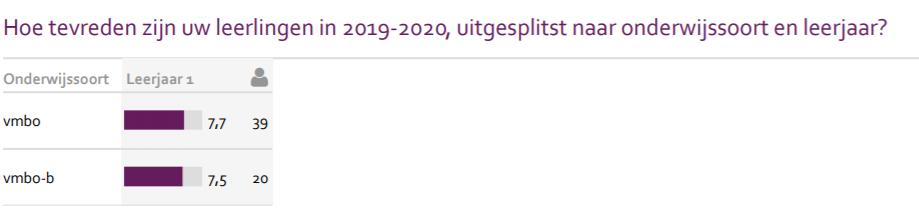 Hoe tevreden zijn uw leerlingen in 2019-2020, uitgesplitst naar onderwijssoort en leerjaar?
Onderwijssoort Leerjaar 1
vmbo 7,7 39
vmbo-b 7,5 20